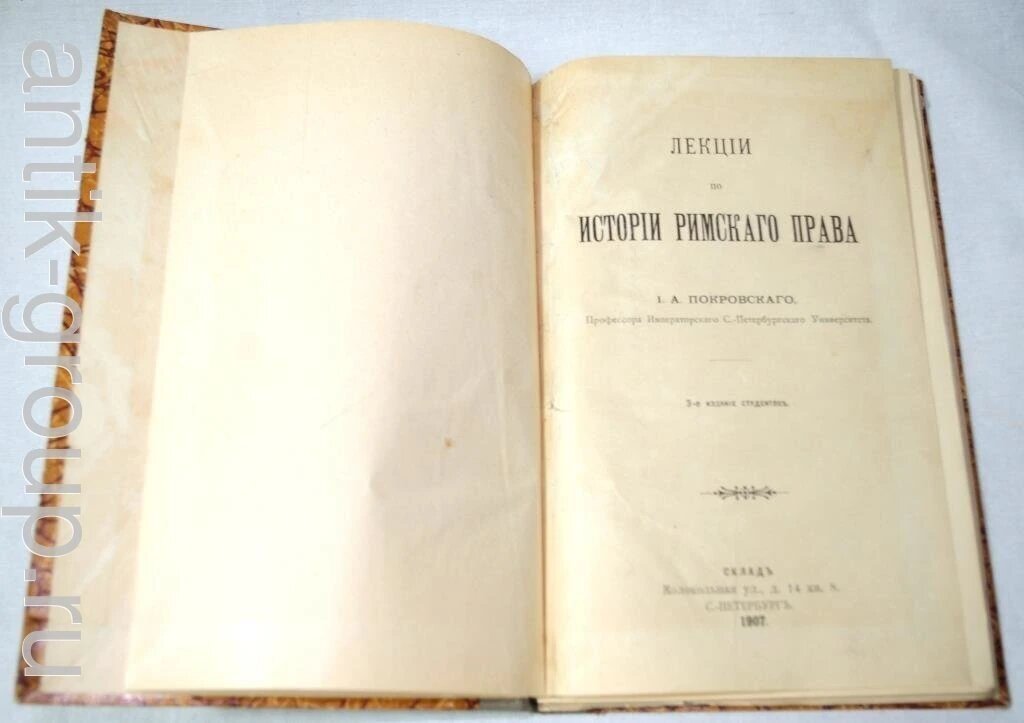 antik-group.ru
ЛЕКЦІИ
ПО
ИСТОРІИ РИМСКАГО ПРАВА
І. А. ПОКРОВСКАГО,
Профессора Императорскаго С.-Петербургскаго Университета.
3-е изданіе студентовъ.
СКЛАДЪ
Колокольная ул., д. 14 кв. 8.
С.-ПЕТЕРБУРГЪ.
1907.